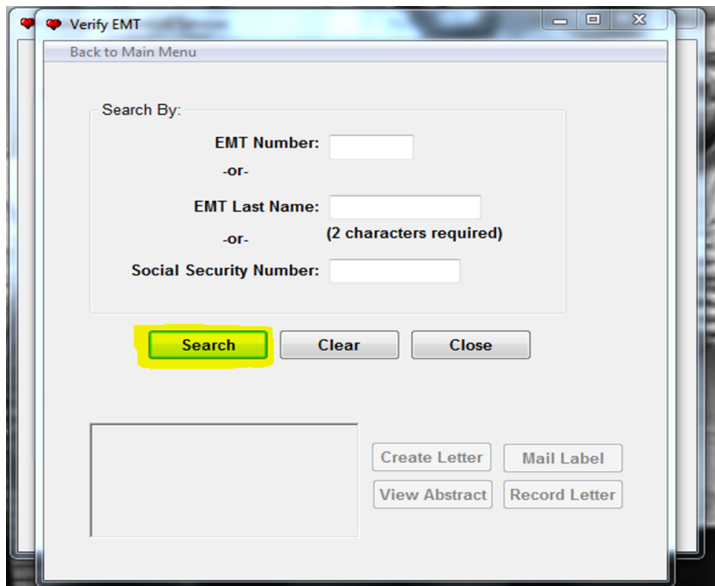 Verify EMT
Back to Main Menu
Search By:
EMT Number:
-or-
EMT Last Name:
(2 characters required)
-or-
Social Security Number:
Search Clear Close
Create Letter Mail Label
View Abstract Record Letter